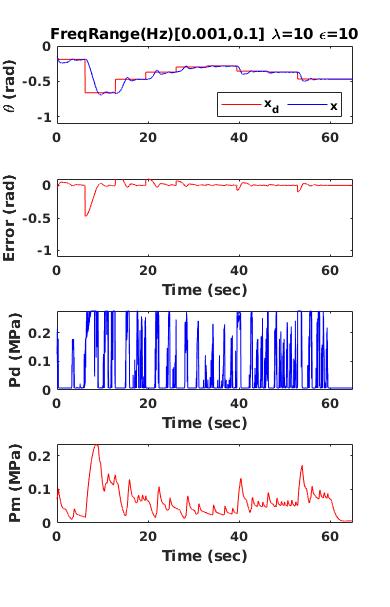 FreqRange(Hz)[0.001,0.1] λ=10 ϵ=10
0
-0.5
-1
θ (rad)
x_d x
0 20 40 60
0
-0.5
-1
Error (rad)
0 20 40 60
Time (sec)
0.2
0.1
0
Pd (MPa)
0 20 40 60
Time (sec)
0.2
0.1
0
Pm (MPa)
0 20 40 60
Time (sec)